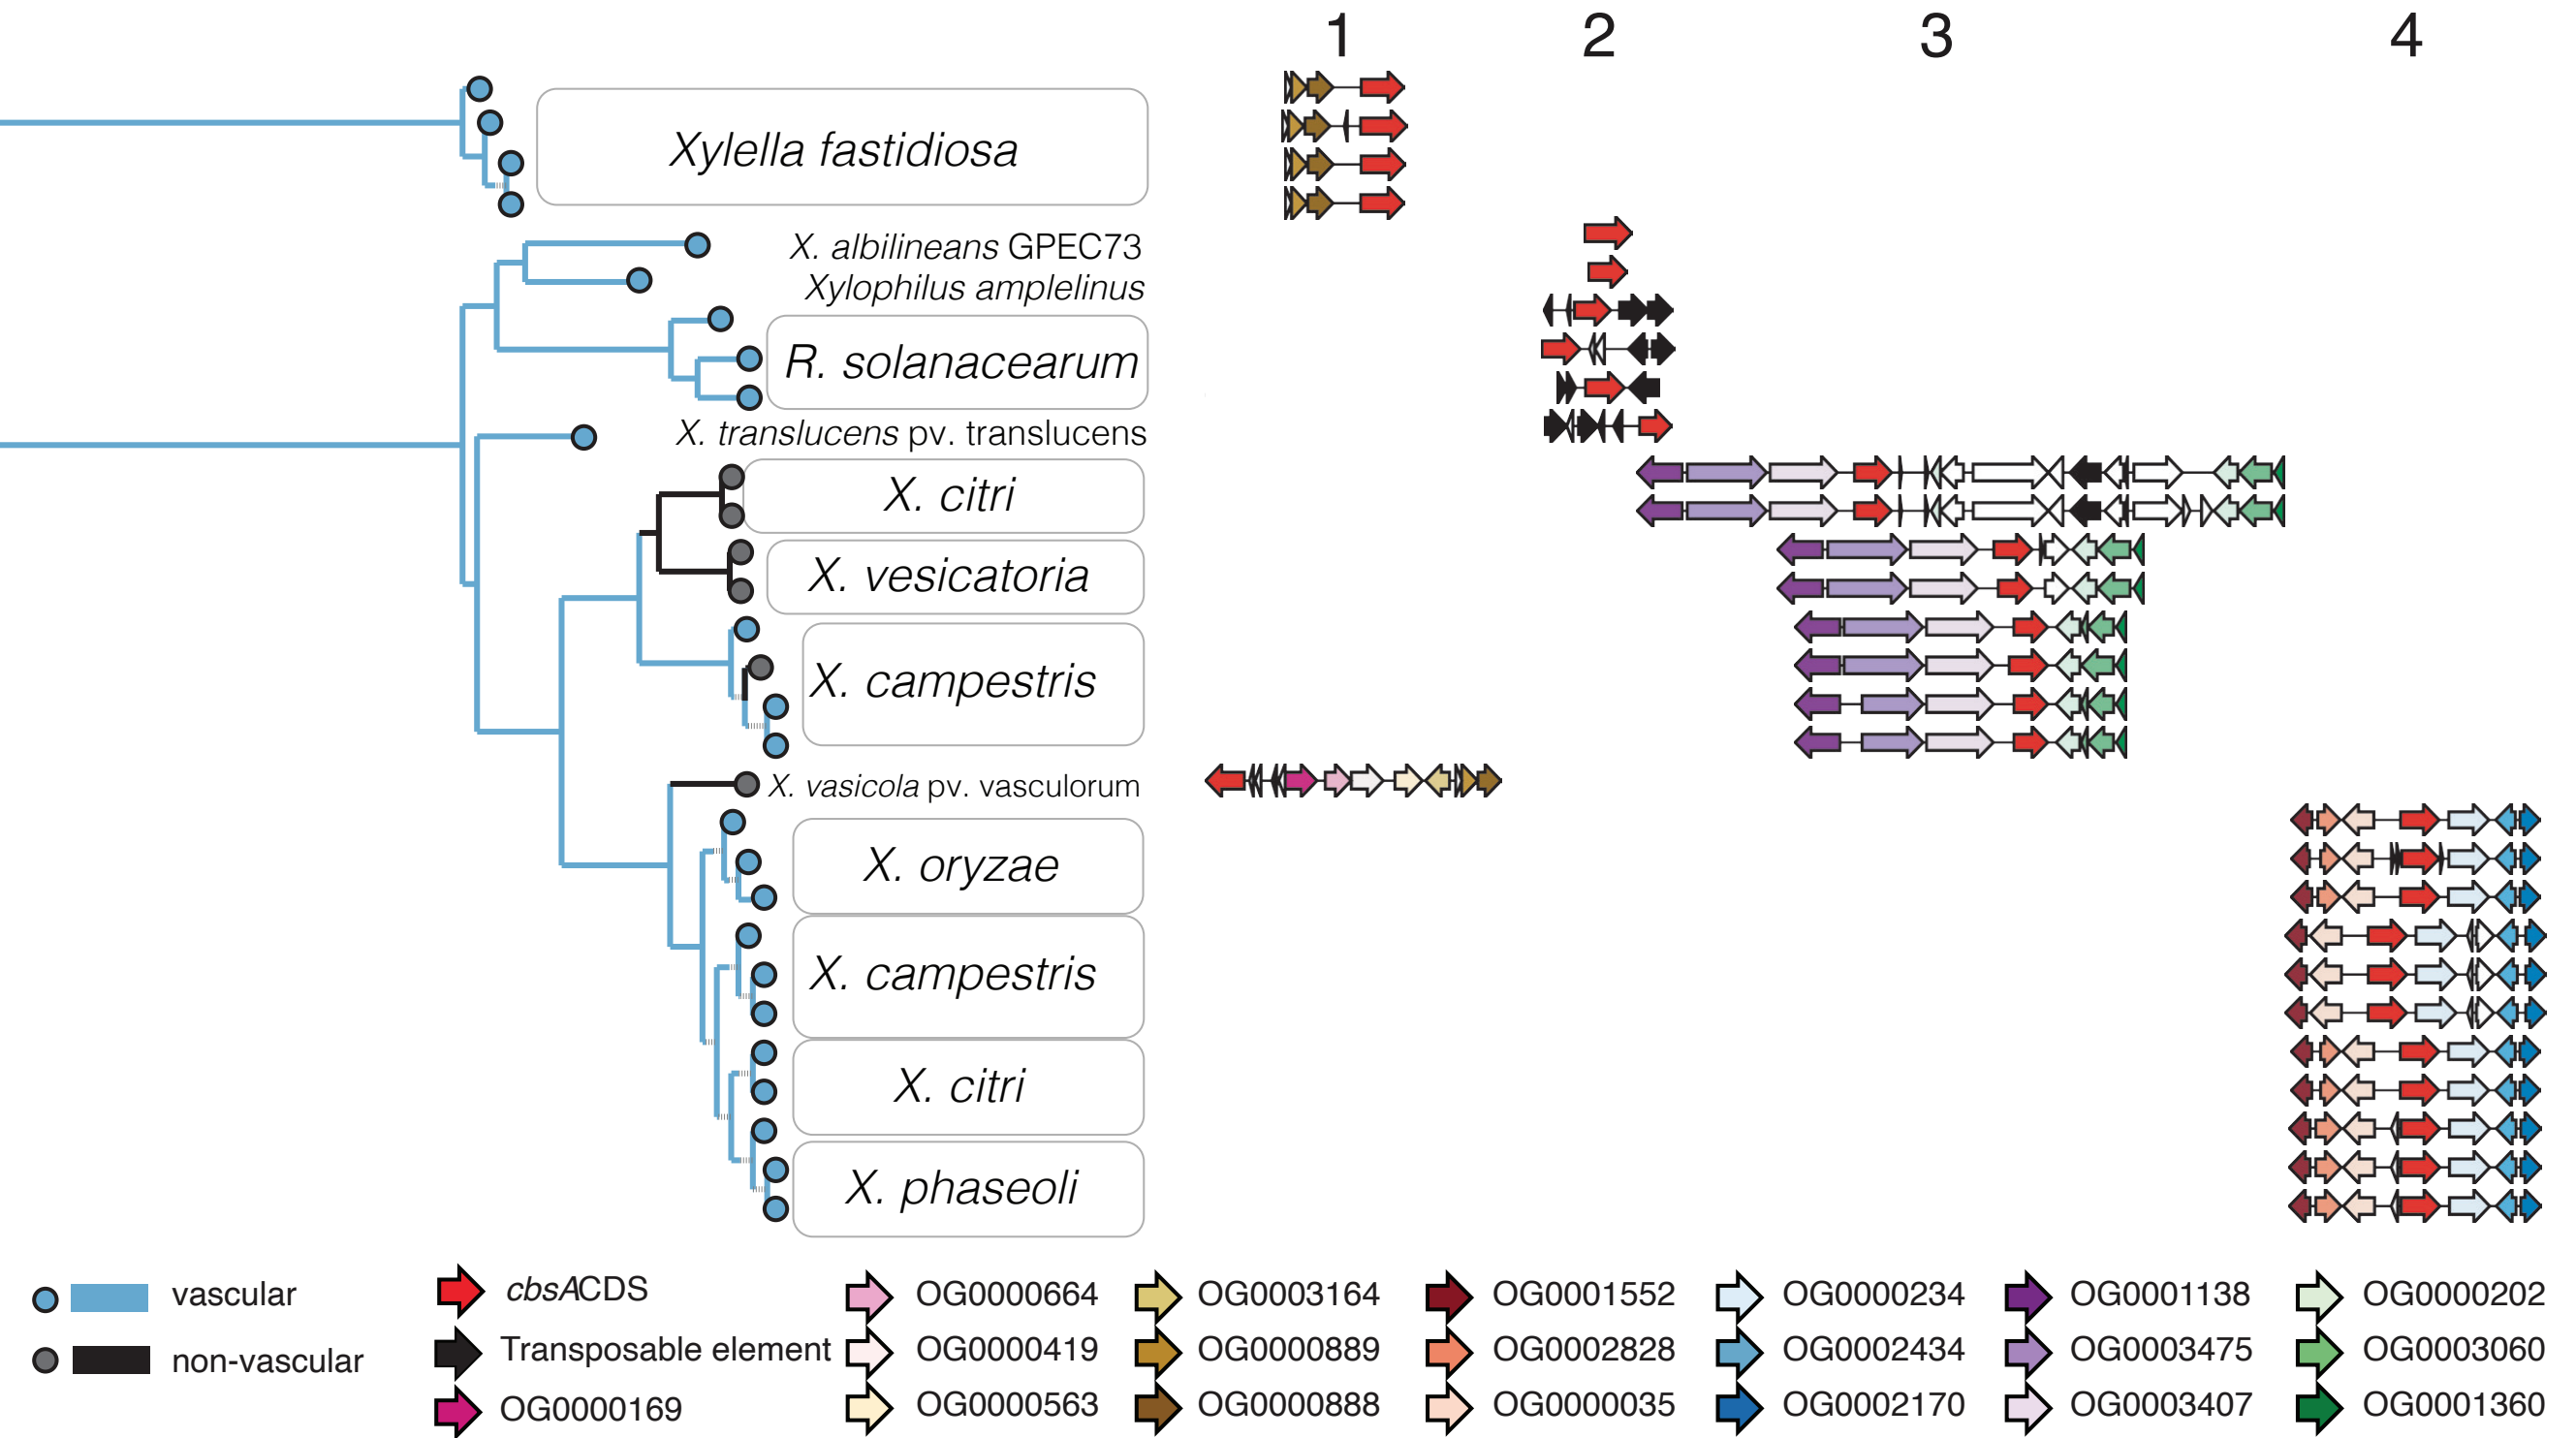 1 2 3 4
Xylella fastidiosa
X. albilineans GPEC73
Xylophilus amplelinus
R. solanacearum
X. translucens pv. translucens
X. citri
X. vesicatoria
X. campestris
X. vasicola pv. vasculorum
X. oryzae
X. campestris
X. citri
X. phaseoli
vascular
non-vascular
cbsACDS
Transposable element
OG0000169
OG0000664
OG0000419
OG0000563
OG0003164
OG0000889
OG0000888
OG0001552
OG0002828
OG0000035
OG0000234
OG0002434
OG0002170
OG0001138
OG0003475
OG0003407
OG0000202
OG0003060
OG0001360